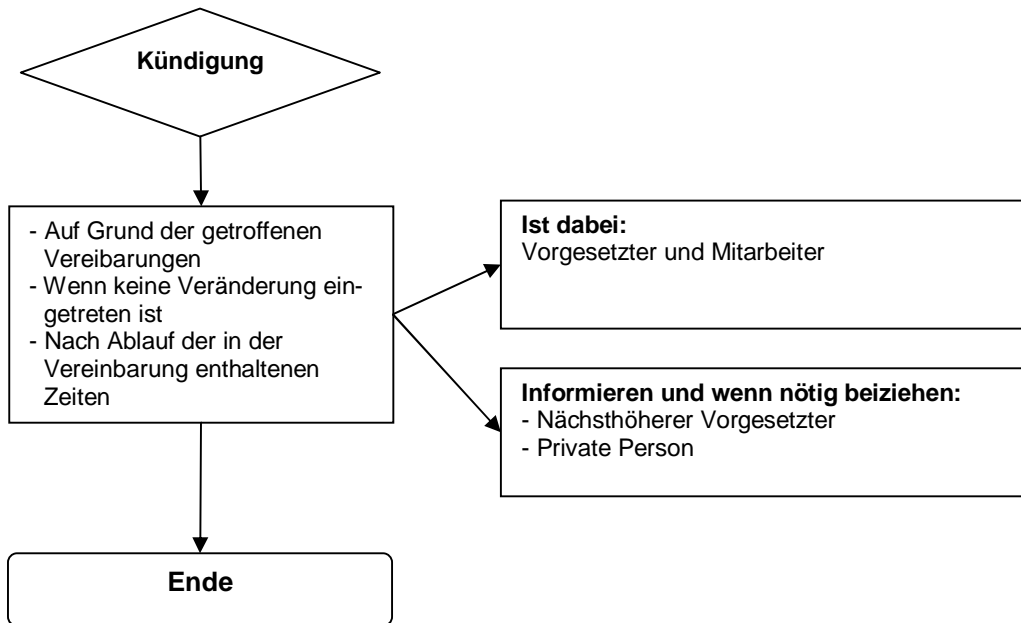 Kündigung
- Auf Grund der getroffenen
Vereibarungen
- Wenn keine Veränderung ein-
getreten ist
- Nach Ablauf der in der
Vereinbarung enthaltenen
Zeiten
Ist dabei:
Vorgesetzter und Mitarbeiter
Informieren und wenn nötig beiziehen:
- Nächsthöherer Vorgesetzter
- Private Person
Ende